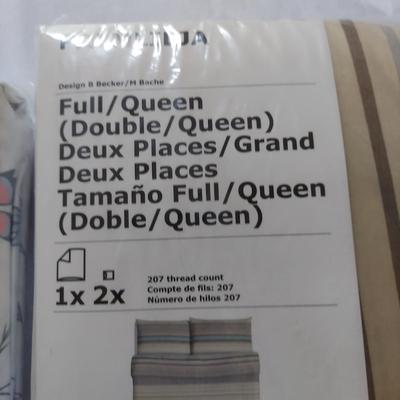 Design B Becker/M Bache
Full/Queen
(Double/Queen)
Deux Places/Grand
Deux Places
Tamaño Full/Queen
(Doble/Queen)
1x 2x
207 thread count
Compte de fils: 207
Número de hilos 207